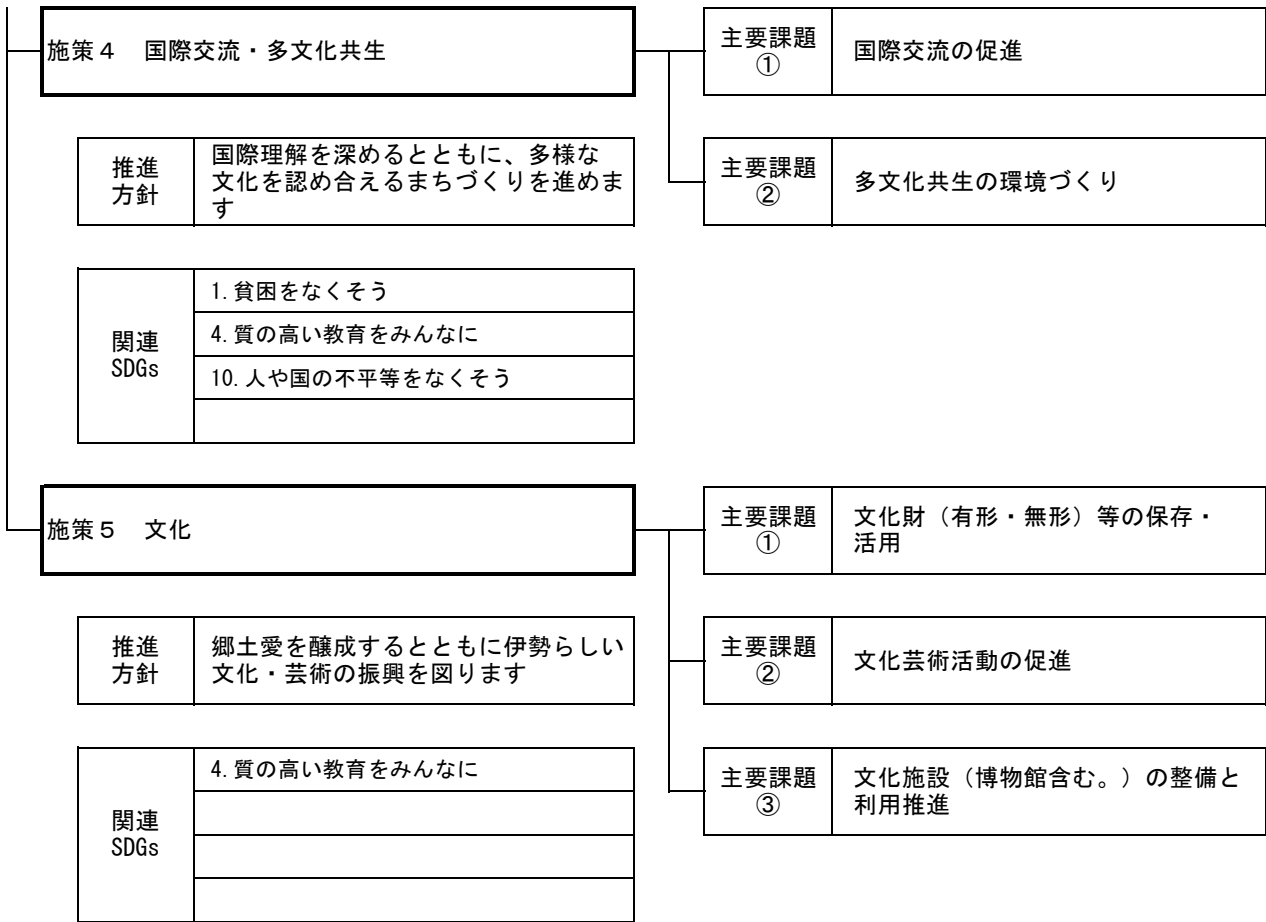 施策４　国際交流・多文化共生
主要課題
①
国際交流の促進
推進
方針
国際理解を深めるとともに、多様な
文化を認め合えるまちづくりを進めま
す
主要課題
②
多文化共生の環境づくり
関連
SDGs
1.貧困をなくそう
4.質の高い教育をみんなに
10.人や国の不平等をなくそう
施策５　文化
主要課題
①
文化財（有形・無形）等の保存・
活用
推進
方針
郷土愛を醸成するとともに伊勢らしい
文化・芸術の振興を図ります
主要課題
②
文化芸術活動の促進
関連
SDGs
4.質の高い教育をみんなに
主要課題
③
文化施設（博物館含む。）の整備と
利用推進